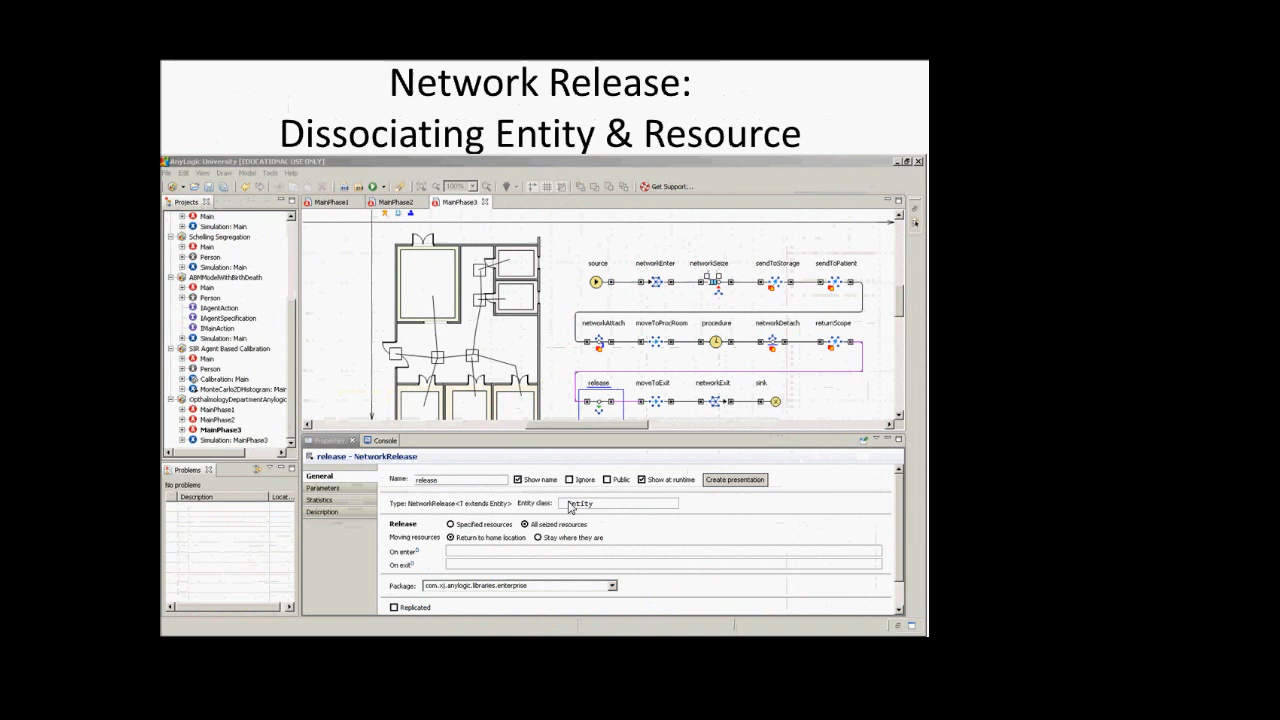 Network Release:
Dissociating Entity & Resource
AnyLogic University [EDUCATIONAL USE ONLY]
File Edit View Draw Model Tools Help
100% Get Support...
Projects
MainPhase1 MainPhase2 MainPhase3
Main
Simulation: Main
Schelling Segregation
Main
Person
Simulation: Main
ABMModelWithBirthDeath
Main
Person
IAgentAction
IAgentSpecification
IMainAction
Simulation: Main
SIR Agent Based Calibration
Main
Person
Calibration: Main
MonteCarlo2DHistogram: Main
OpthalmologyDepartmentAnylogic
MainPhase1
MainPhase2
MainPhase3
Simulation: MainPhase3
source networkEnter networkSeize sendToStorage sendToPatient
networkAttach moveToProcRoom procedure networkDetach returnScope
release moveToExit networkExit sink
Problems
No problems
Description Locat...
Properties Console
release - NetworkRelease
General
Parameters
Statistics
Description
Name: release Show name Ignore Public Show at runtime Create presentation
Type: NetworkRelease<T extends Entity> Entity class: Entity
Release Specified resources All seized resources
Moving resources Return to home location Stay where they are
On enter
On exit
Package: com.xj.anylogic.libraries.enterprise
Replicated